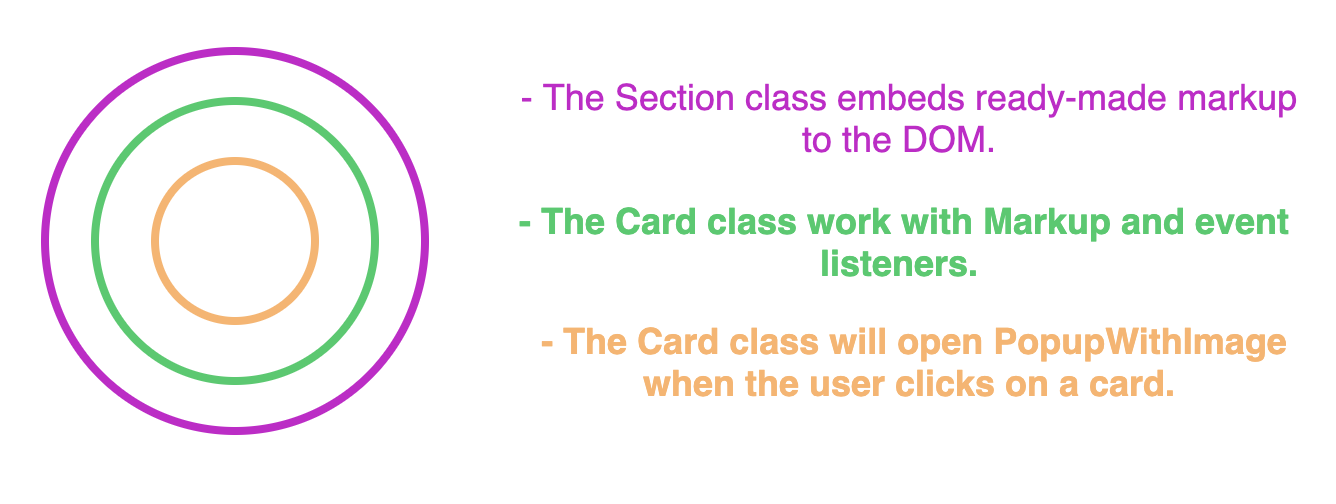 - The Section class embeds ready-made markup
to the DOM.
- The Card class work with Markup and event
listeners.
- The Card class will open PopupWithImage
when the user clicks on a card.